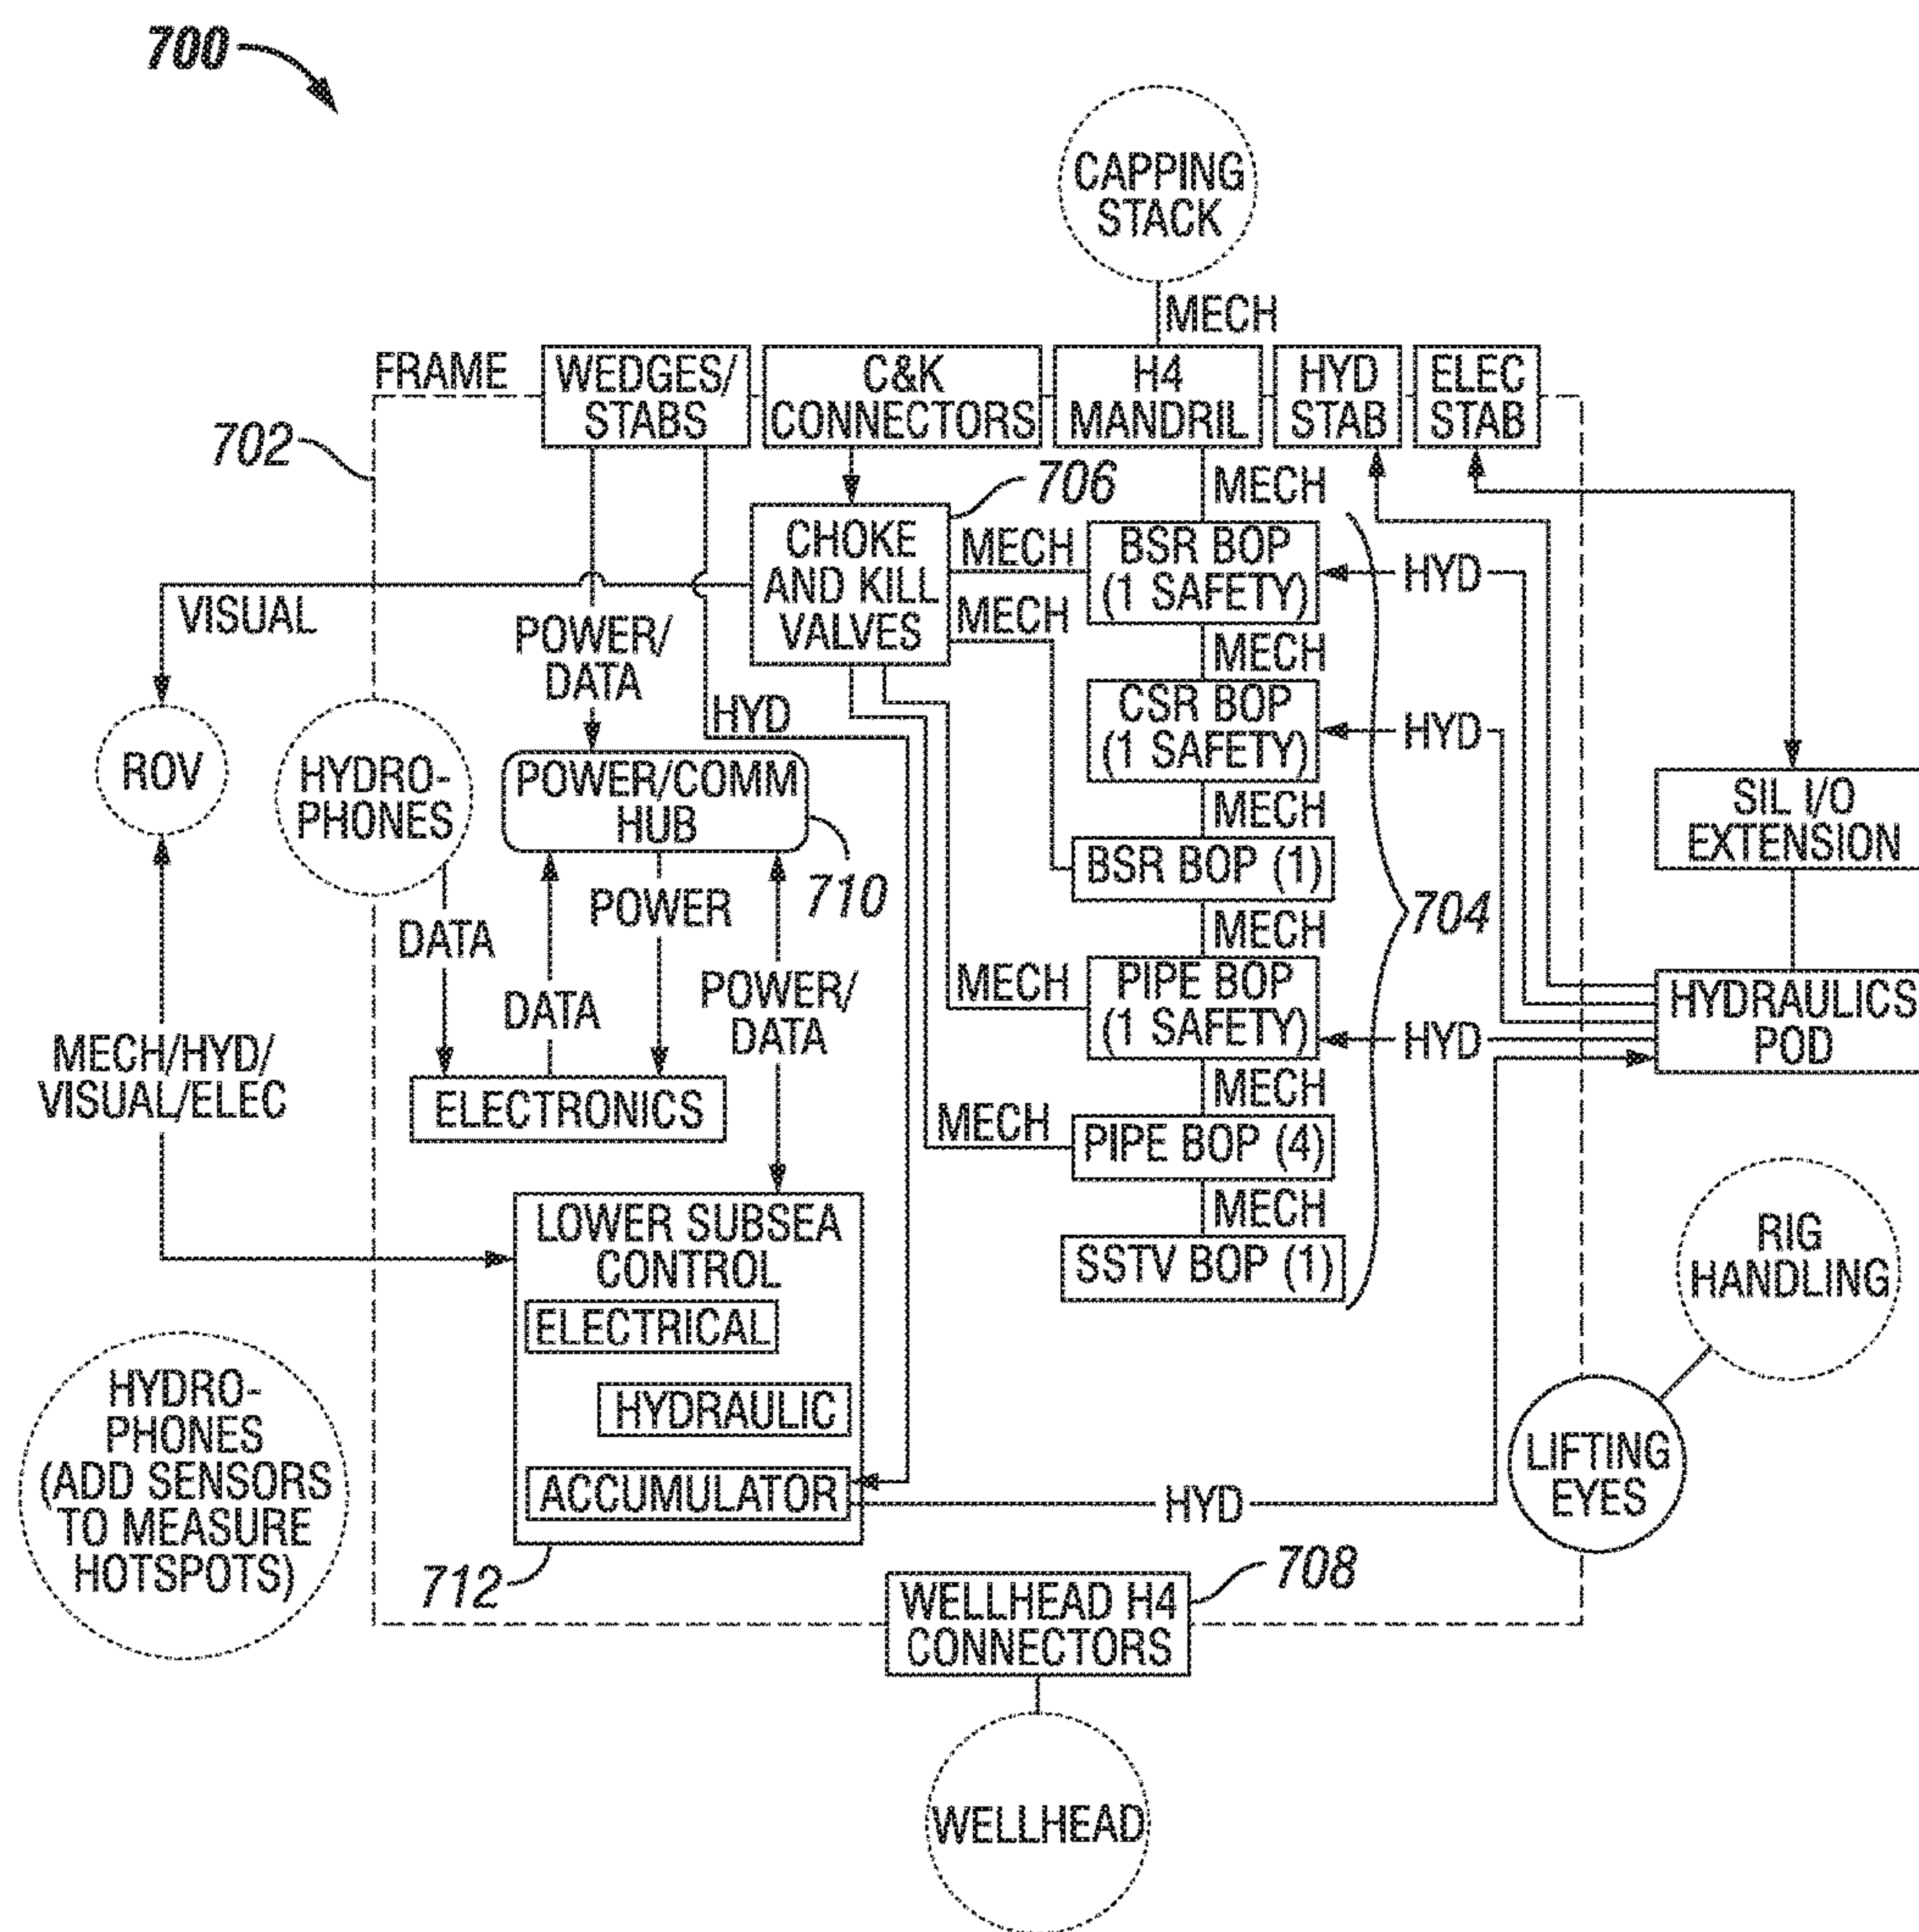 700
CAPPING
STACK
MECH
FRAME
WEDGES/
STABS
C&K
CONNECTORS
H4
MANDRIL
HYD
STAB
ELEC
STAB
702
706
MECH
CHOKE
AND KILL
VALVES
MECH
MECH
BSR BOP
(1 SAFETY)
HYD
VISUAL
POWER/
DATA
MECH
HYD
CSR BOP
(1 SAFETY)
HYD
ROV
HYDRO-
PHONES
POWER/COMM
HUB
710
MECH
BSR BOP (1)
SIL I/O
EXTENSION
704
DATA
DATA
POWER
POWER/
DATA
MECH
MECH
PIPE BOP
(1 SAFETY)
HYD
HYDRAULICS
POD
MECH/HYD/
VISUAL/ELEC
ELECTRONICS
MECH
MECH
PIPE BOP (4)
MECH
SSTV BOP (1)
LOWER SUBSEA
CONTROL
ELECTRICAL
HYDRAULIC
ACCUMULATOR
HYD
RIG
HANDLING
LIFTING
EYES
HYDRO-
PHONES
(ADD SENSORS
TO MEASURE
HOTSPOTS)
712
708
WELLHEAD H4
CONNECTORS
WELLHEAD